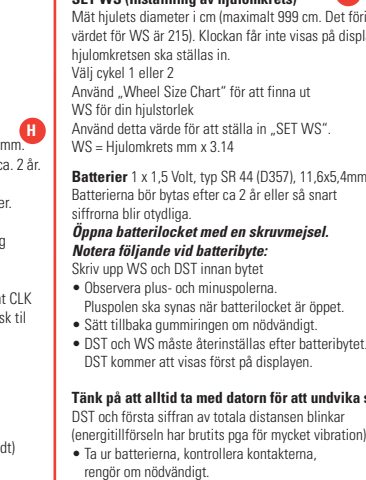 SET WS (Inställning av hjulomkrets)
Mät hjulets diameter i cm (maximalt 999 cm. Det
värdet för WS är 215). Klockan får inte visas på
hjulomkretsen ska ställas in.
Välj cykel 1 eller 2
Använd „Wheel Size Chart” för att finna ut
WS för din hjulstorlek
Använd detta värde för att ställa in „SET WS”.
WS = Hjulomkrets mm x 3.14
Batterier 1 x 1,5 Volt, typ SR 44 (D357), 11,6x5,4mm
Batterierna bör bytas efter ca 2 år eller så snart
siffrorna blir otydliga.
Öppna batterilocket med en skruvmejsel.
Notera följande vid batteribyte:
Skriv upp WS och DST innan bytet
• Observera plus- och minuspolerna.
Pluspolen ska synas när batterilocket är öppet.
• Sätt tillbaka gummiringen om nödvändigt.
• DST och WS måste återinställas efter batteribytet.
DST kommer att visas först på displayen.
Tänk på att alltid ta med datorn för att undvika
DST och första siffran av totala distansen blinkar
(energitillförseln har brutits pga för mycket vibration)
• Ta ur batterierna, kontrollera kontakterna,
rengör om nödvändigt.
H
mm.
ca. 2 år.
er.
g
at CLK
sk til
dt)